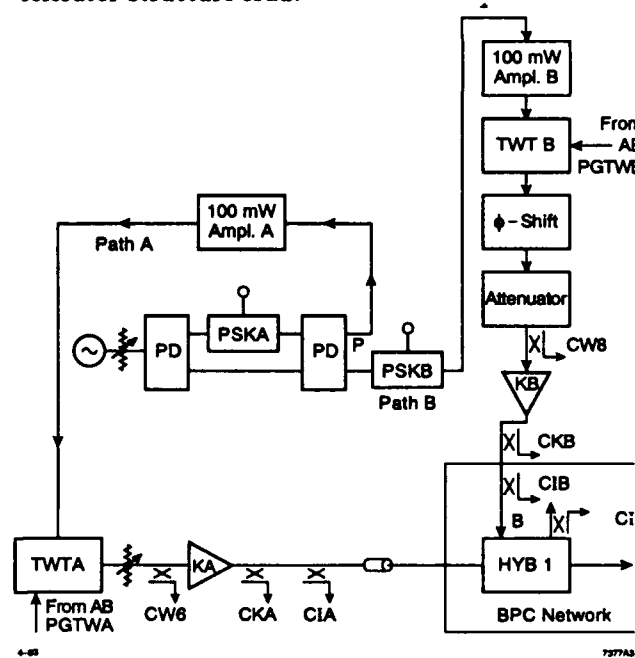 100 mW
Ampl. B
TWT B
From
PGTWB
ϕ-Shift
Attenuator
CW8
KB
CKB
CIB
B
HYB 1
BPC Network
100 mW
Ampl. A
Path A
PD
PSKA
PD
P
PSKB
Path B
TWTA
From AB
PGTWA
CW6
KA
CKA
CIA